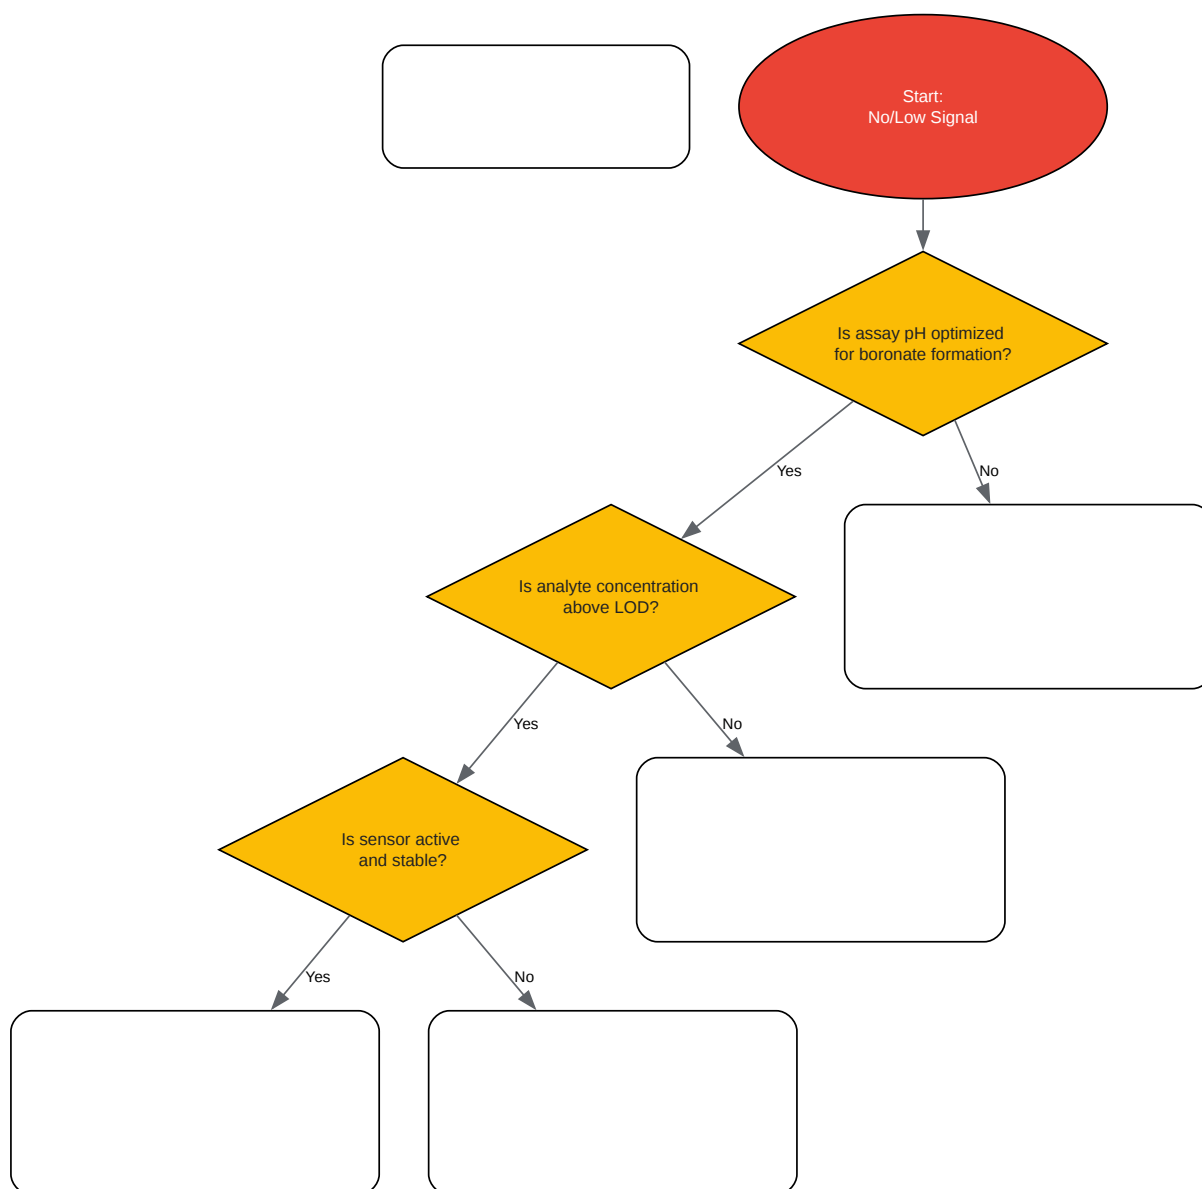 Start:
No/Low Signal
Is assay pH optimized
for boronate formation?
Yes
No
Is analyte concentration
above LOD?
Yes
No
Is sensor active
and stable?
Yes
No